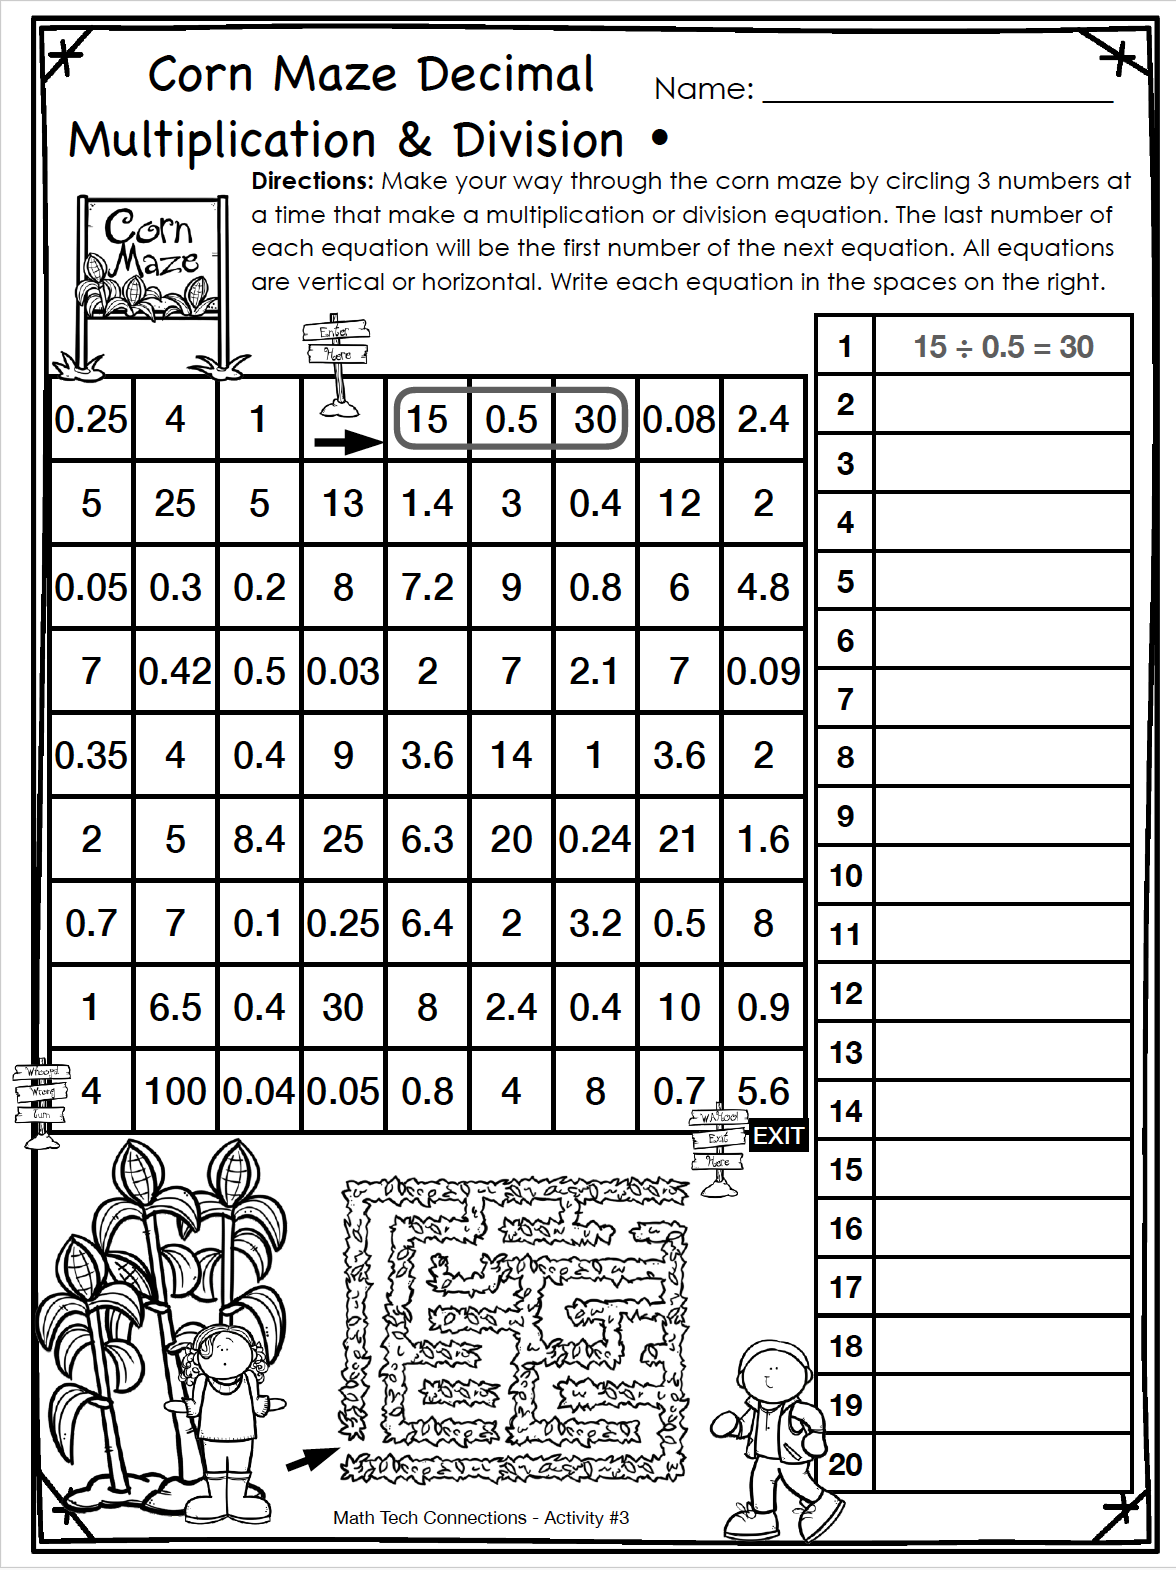 Corn Maze Decimal
Multiplication & Division •
Name: ____________________
Directions: Make your way through the corn maze by circling 3 numbers at
a time that make a multiplication or division equation. The last number of
each equation will be the first number of the next equation. All equations
are vertical or horizontal. Write each equation in the spaces on the right.
Corn
Maze
Enter
Here
0.25 4 1 15 0.5 30 0.08 2.4
5 25 5 13 1.4 3 0.4 12 2
0.05 0.3 0.2 8 7.2 9 0.8 6 4.8
7 0.42 0.5 0.03 2 7 2.1 7 0.09
0.35 4 0.4 9 3.6 14 1 3.6 2
2 5 8.4 25 6.3 20 0.24 21 1.6
0.7 7 0.1 0.25 6.4 2 3.2 0.5 8
1 6.5 0.4 30 8 2.4 0.4 10 0.9
4 100 0.04 0.05 0.8 4 8 0.7 5.6
Whoops!
Wrong
Turn
WAHoo!
Exit
Here
EXIT
1 15 ÷ 0.5 = 30
2
3
4
5
6
7
8
9
10
11
12
13
14
15
16
17
18
19
20
Math Tech Connections - Activity #3